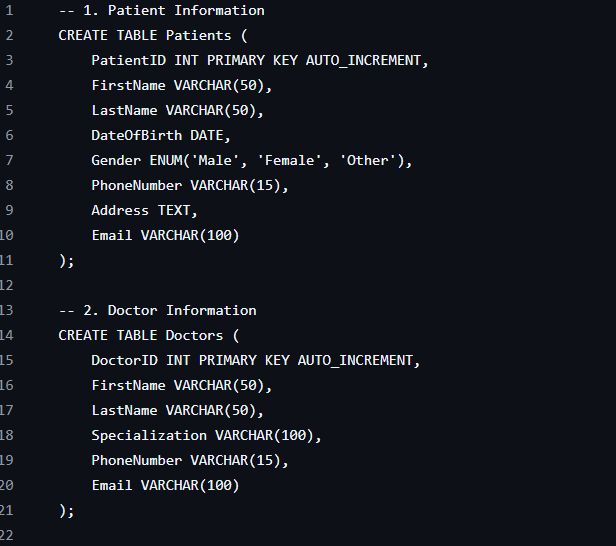 1 -- 1. Patient Information
2 CREATE TABLE Patients (
3 PatientID INT PRIMARY KEY AUTO_INCREMENT,
4 FirstName VARCHAR(50),
5 LastName VARCHAR(50),
6 DateOfBirth DATE,
7 Gender ENUM('Male', 'Female', 'Other'),
8 PhoneNumber VARCHAR(15),
9 Address TEXT,
10 Email VARCHAR(100)
11 );
12
13 -- 2. Doctor Information
14 CREATE TABLE Doctors (
15 DoctorID INT PRIMARY KEY AUTO_INCREMENT,
16 FirstName VARCHAR(50),
17 LastName VARCHAR(50),
18 Specialization VARCHAR(100),
19 PhoneNumber VARCHAR(15),
20 Email VARCHAR(100)
21 );
22